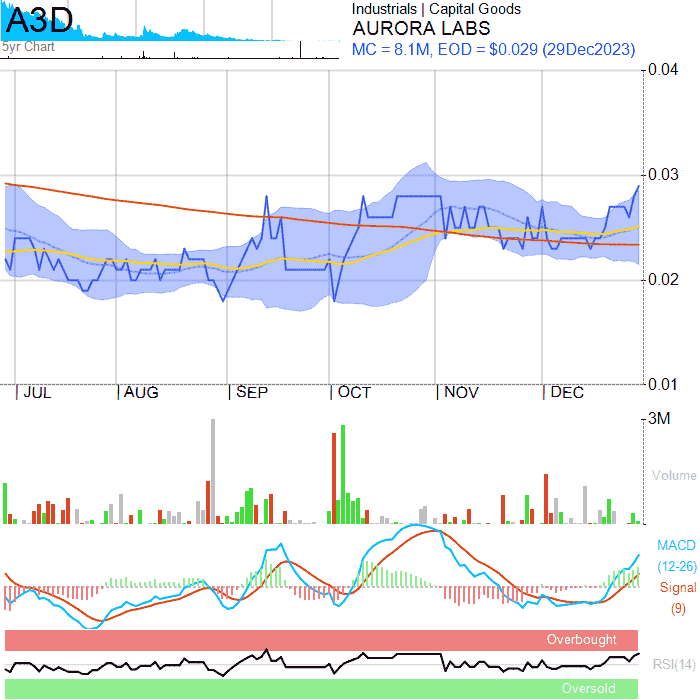 A3D
5yr Chart
Industrials | Capital Goods
AURORA LABS
MC = 8.1M, EOD = $0.029 (29Dec2023)
0.04
0.03
0.02
0.01
JUL AUG SEP OCT NOV DEC
3M
Volume
MACD
(12-26)
Signal
(9)
Overbought
RSI(14)
Oversold